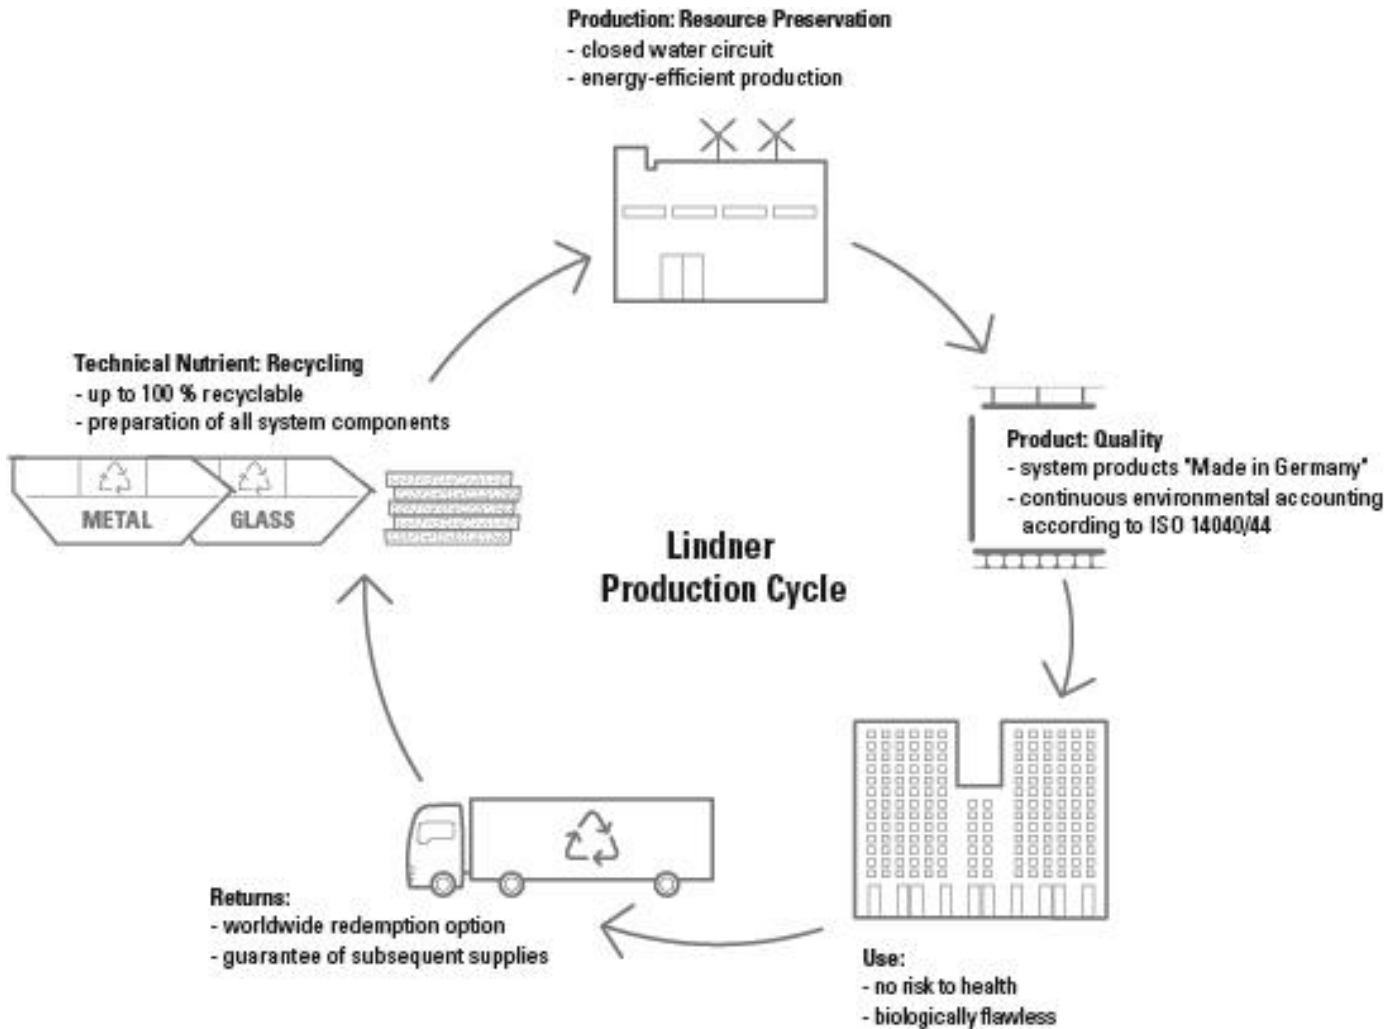 Production: Resource Preservation
- closed water circuit
- energy-efficient production
Technical Nutrient: Recycling
- up to 100 % recyclable
- preparation of all system components
METAL
GLASS
Product: Quality
- system products "Made in Germany"
- continuous environmental accounting
according to ISO 14040/44
Lindner
Production Cycle
Returns:
- worldwide redemption option
- guarantee of subsequent supplies
Use:
- no risk to health
- biologically flawless